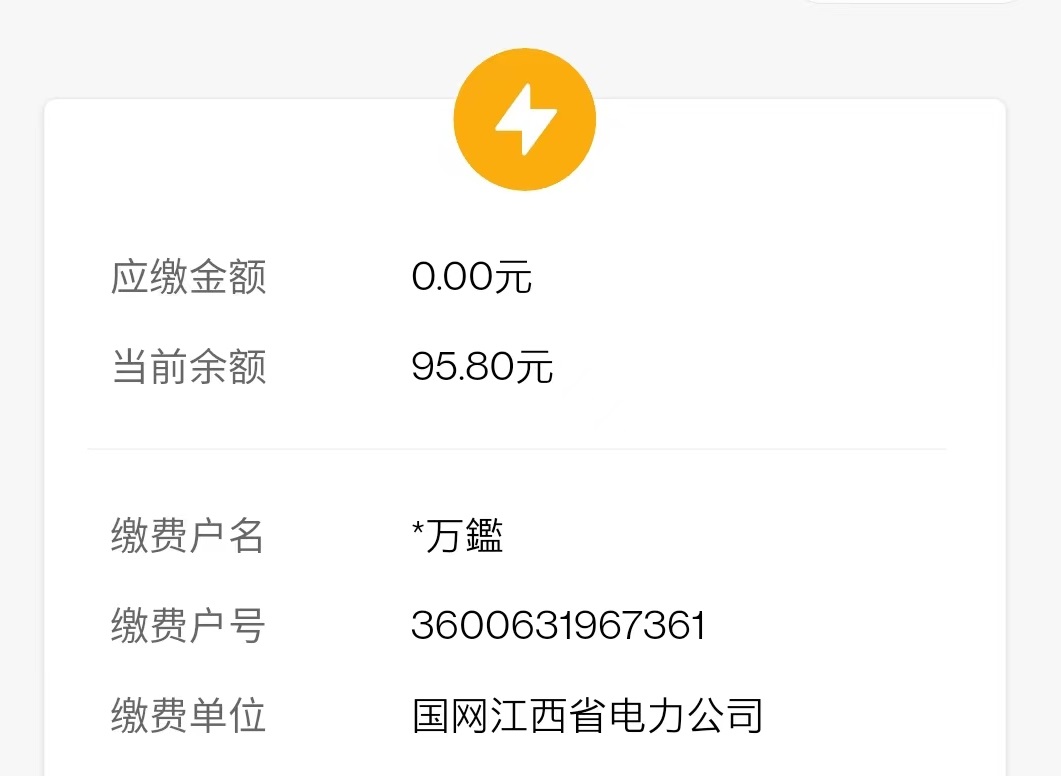 应缴金额 0.00元
当前余额 95.80元
缴费户名 *万鑑
缴费户号 3600631967361
缴费单位 国网江西省电力公司